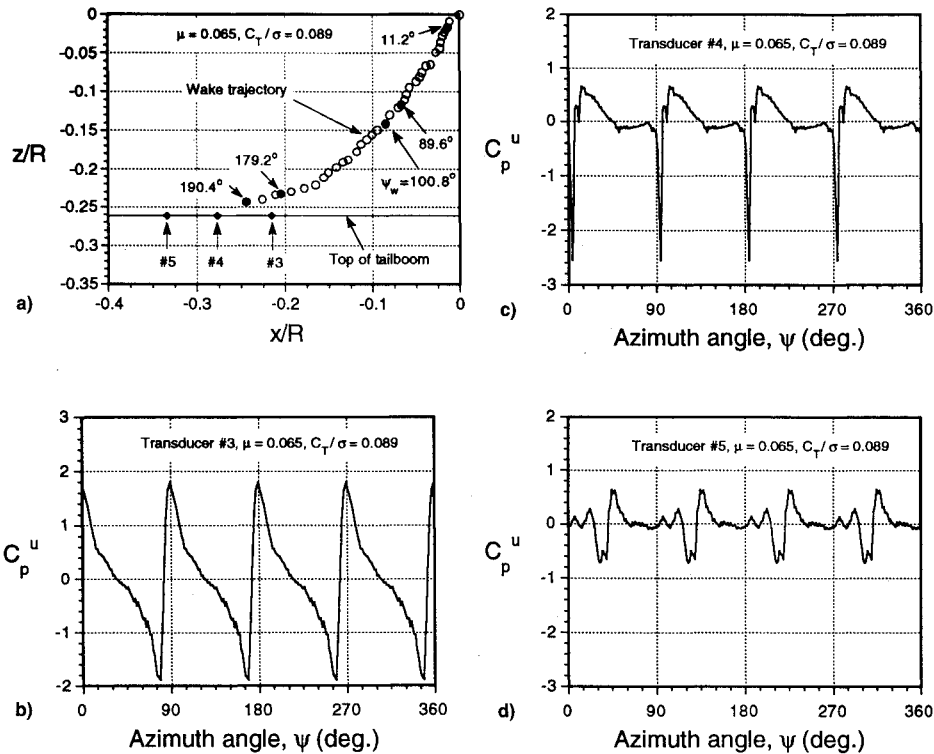 μ = 0.065, C_T / σ = 0.089
11.2°
Wake trajectory
89.6°
179.2°
ψ_w = 100.8°
190.4°
#5 #4 #3 Top of tailboom
0
-0.05
-0.1
-0.15
-0.2
-0.25
-0.3
-0.35
z/R
-0.4 -0.3 -0.2 -0.1 0
x/R
a)
Transducer #4, μ = 0.065, C_T / σ = 0.089
2
1
0
-1
-2
-3
C_p^u
0 90 180 270 360
Azimuth angle, ψ (deg.)
c)
Transducer #3, μ = 0.065, C_T / σ = 0.089
3
2
1
0
-1
-2
C_p^u
0 90 180 270 360
Azimuth angle, ψ (deg.)
b)
Transducer #5, μ = 0.065, C_T / σ = 0.089
2
1
0
-1
-2
-3
C_p^u
0 90 180 270 360
Azimuth angle, ψ (deg.)
d)